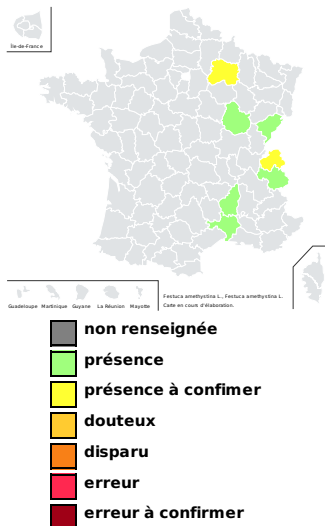 Île-de-France
Guadeloupe Martinique Guyane La Réunion Mayotte
Festuca amethystina L., Festuca amethystina L.
Carte en cours d'élaboration.
non renseignée
présence
présence à confimer
douteux
disparu
erreur
erreur à confirmer